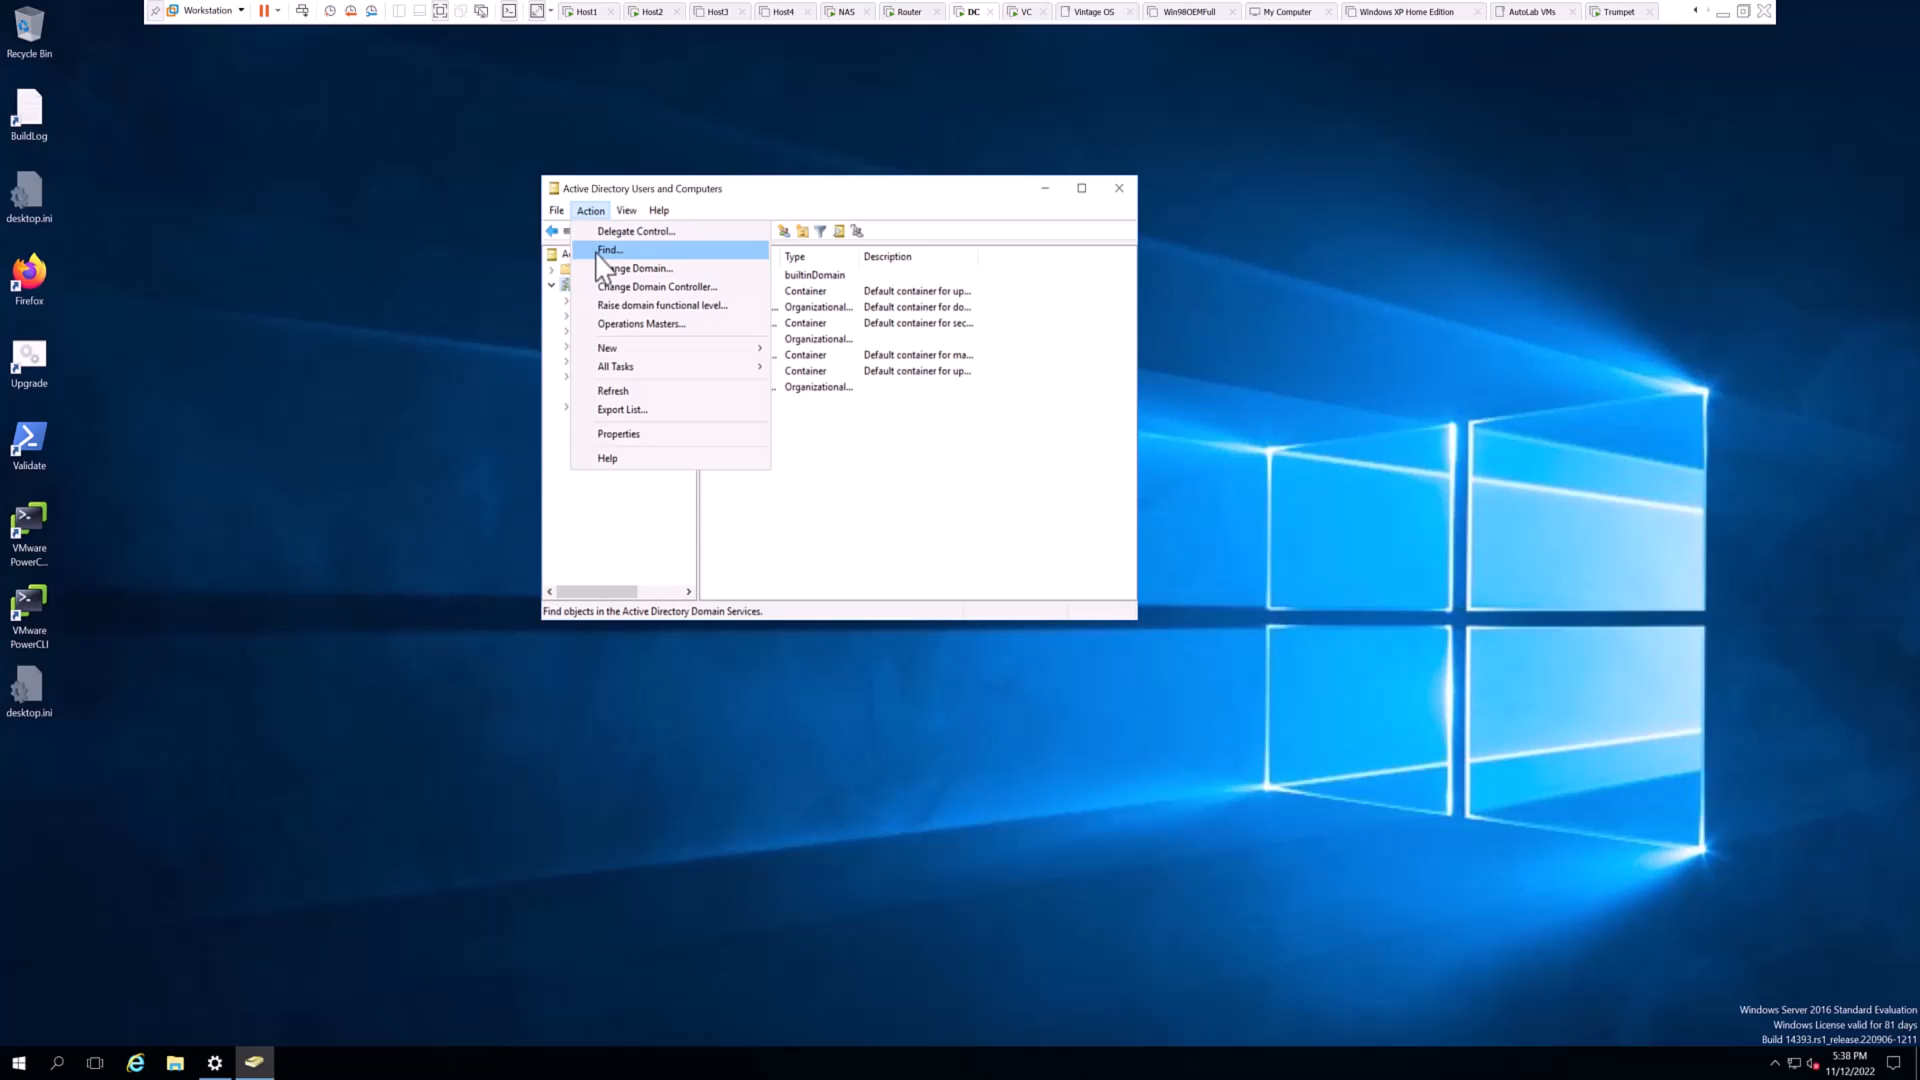 Workstation
Host1
Host2
Host3
Host4
NAS
Router
DC
VC
Vintage OS
Win98OEMFull
My Computer
Windows XP Home Edition
AutoLab VMs
Trumpet
Recycle Bin
BuildLog
desktop.ini
Firefox
Upgrade
Validate
VMware
PowerC...
VMware
PowerCLI
desktop.ini
Active Directory Users and Computers
File Action View Help
Delegate Control...
Find...
Domain...
Change Domain Controller...
Raise domain functional level...
Operations Masters...
New
All Tasks
Refresh
Export List...
Properties
Help
Type Description
builtinDomain
Container Default container for up...
Organizational... Default container for do...
Container Default container for sec...
Organizational...
Container Default container for ma...
Container Default container for up...
Organizational...
Find objects in the Active Directory Domain Services.
Windows Server 2016 Standard Evaluation
Windows License valid for 81 days
Build 14393.rs1_release.220906-1211
5:38 PM
11/12/2022